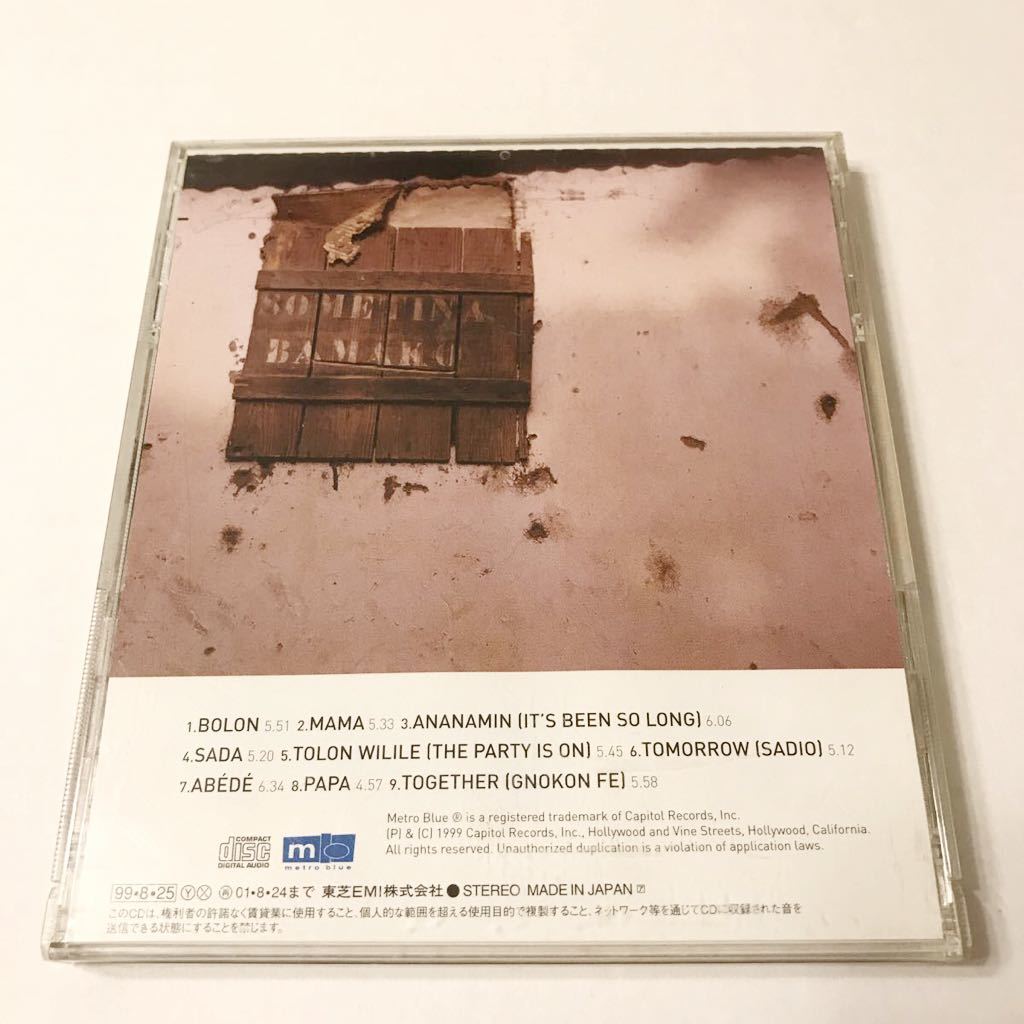 SOMETINA
BAMAKO
1.BOLON 5.51 2.MAMA 5.33 3.ANANAMIN (IT'S BEEN SO LONG) 6.06
4.SADA 5.20 5.TOLON WILILE (THE PARTY IS ON) 5.45 6.TOMORROW (SADIO) 5.12
7.ABÉDÉ 6.34 8.PAPA 4.57 9.TOGETHER (GNOKON FE) 5.58
Metro Blue ® is a registered trademark of Capitol Records, Inc.
(P) & (C) 1999 Capitol Records, Inc., Hollywood and Vine Streets, Hollywood, California.
All rights reserved. Unauthorized duplication is a violation of application laws.
COMPACT
disc
DIGITAL AUDIO
mb
metro blue
99・8・25 Ⓨ Ⓧ 再 01・8・24まで 東芝EMI株式会社 ● STEREO MADE IN JAPAN
このCDは、権利者の許諾なく賃貸業に使用すること、個人的な範囲を超える使用目的で複製すること、ネットワーク等を通じてCDに収録された音を
送信できる状態にすることを禁じます。